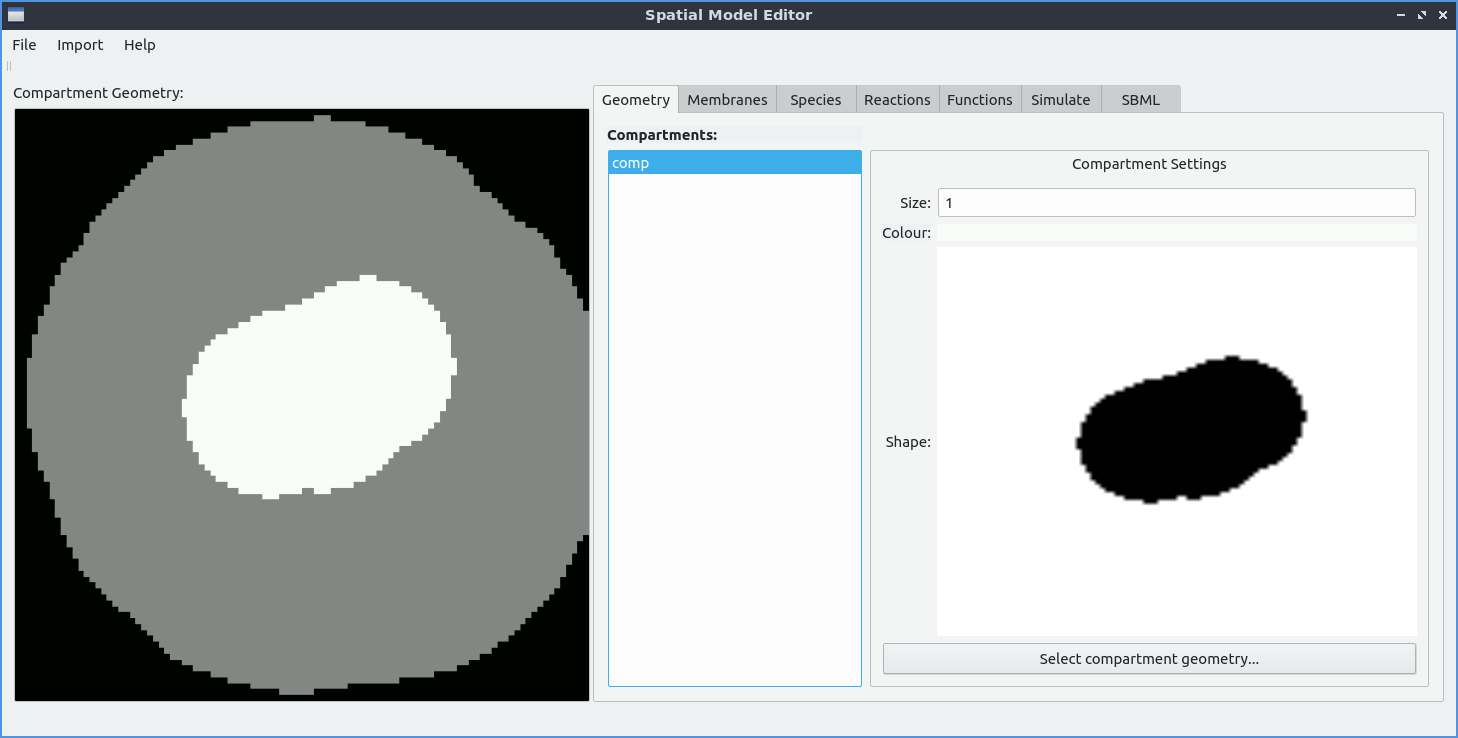 Spatial Model Editor
File Import Help
Compartment Geometry:
Geometry Membranes Species Reactions Functions Simulate SBML
Compartments:
comp
Compartment Settings
Size: 1
Colour:
Shape:
Select compartment geometry...